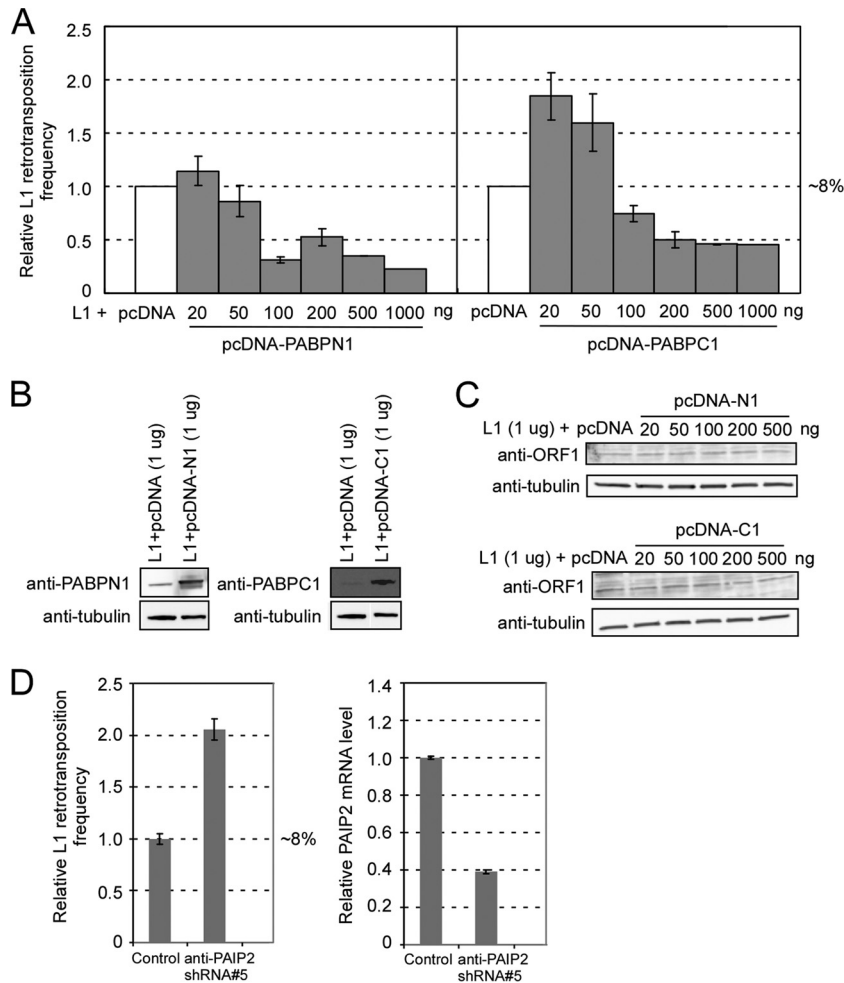 A
Relative L1 retrotransposition
frequency
2.5
2.0
1.5
1.0
0.5
0
~8%
L1 + pcDNA 20 50 100 200 500 1000 ng pcDNA 20 50 100 200 500 1000 ng
pcDNA-PABPN1 pcDNA-PABPC1
B
L1+pcDNA (1 ug)
L1+pcDNA-N1 (1 ug)
anti-PABPN1
anti-tubulin
L1+pcDNA (1 ug)
L1+pcDNA-C1 (1 ug)
anti-PABPC1
anti-tubulin
C
pcDNA-N1
L1 (1 ug) + pcDNA 20 50 100 200 500 ng
anti-ORF1
anti-tubulin
pcDNA-C1
L1 (1 ug) + pcDNA 20 50 100 200 500 ng
anti-ORF1
anti-tubulin
D
Relative L1 retrotransposition
frequency
2.5
2.0
1.5
1.0
0.5
0
~8%
Control anti-PAIP2
shRNA#5
Relative PAIP2 mRNA level
1.4
1.2
1.0
0.8
0.6
0.4
0.2
0
Control anti-PAIP2
shRNA#5